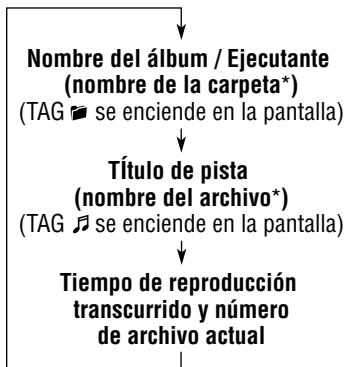 Nombre del álbum / Ejecutante
(nombre de la carpeta*)
(TAG se enciende en la pantalla)
TÍtulo de pista
(nombre del archivo*)
(TAG se enciende en la pantalla)
Tiempo de reproducción
transcurrido y número
de archivo actual